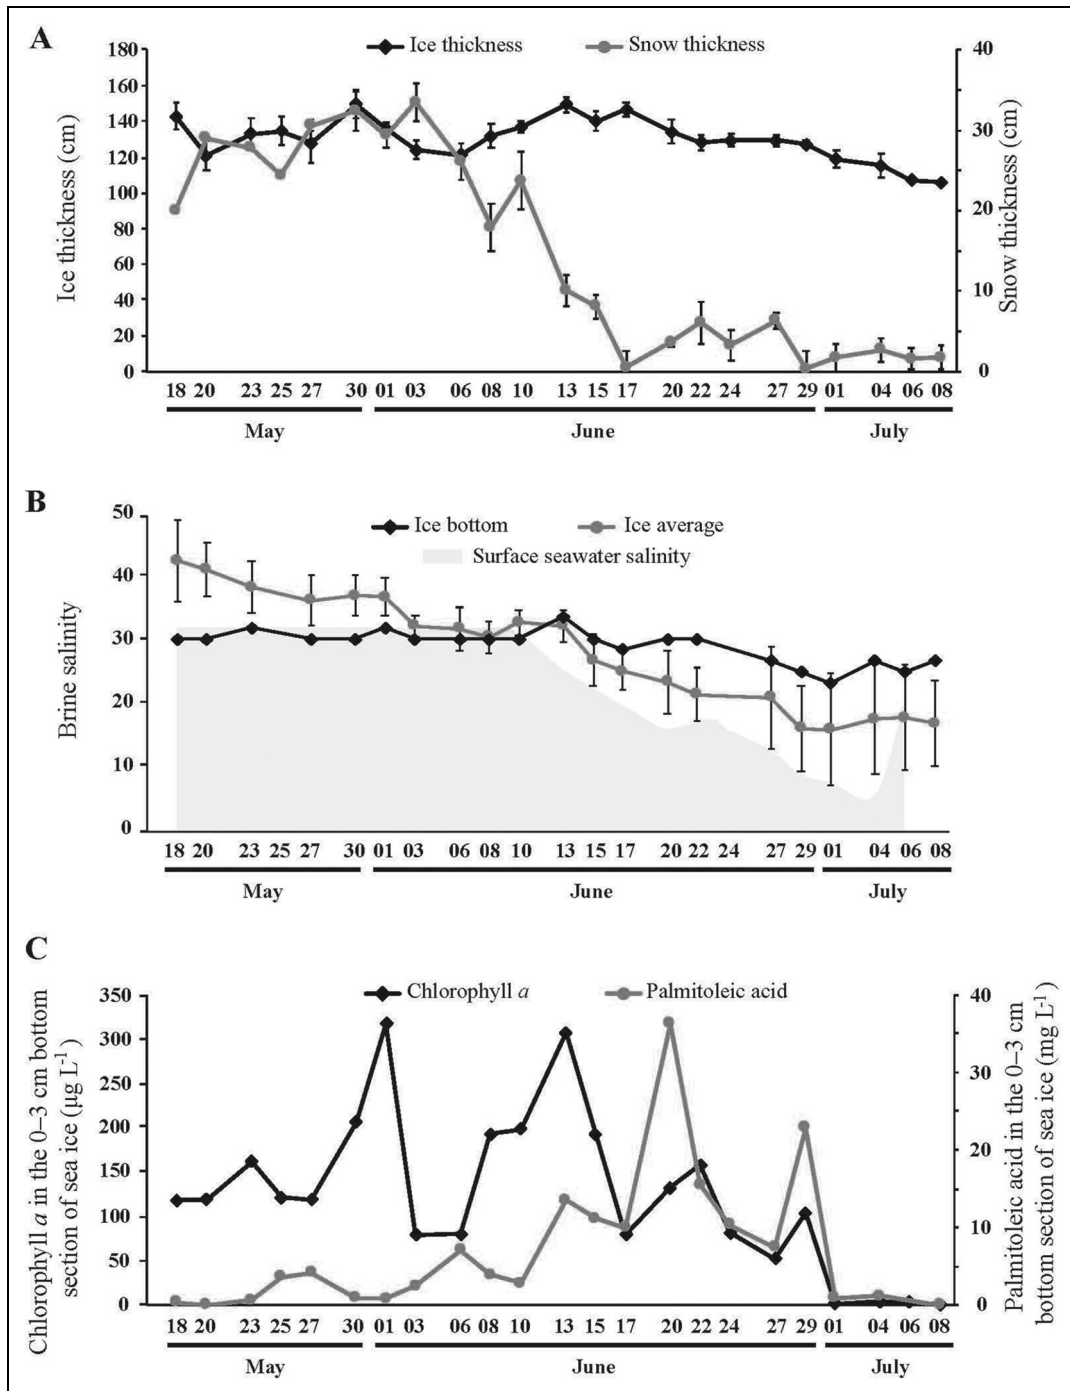 A
Ice thickness
Snow thickness
180
160
140
120
100
80
60
40
20
0
Ice thickness (cm)
40
30
20
10
0
Snow thickness (cm)
18 20 23 25 27 30 01 03 06 08 10 13 15 17 20 22 24 27 29 01 04 06 08
May June July
B
Ice bottom
Ice average
Surface seawater salinity
50
40
30
20
10
0
Brine salinity
18 20 23 25 27 30 01 03 06 08 10 13 15 17 20 22 24 27 29 01 04 06 08
May June July
C
Chlorophyll a
Palmitoleic acid
350
300
250
200
150
100
50
0
Chlorophyll a in the 0–3 cm bottom
section of sea ice (µg L-1)
40
30
20
10
0
Palmitoleic acid in the 0–3 cm
bottom section of sea ice (mg L-1)
18 20 23 25 27 30 01 03 06 08 10 13 15 17 20 22 24 27 29 01 04 06 08
May June July